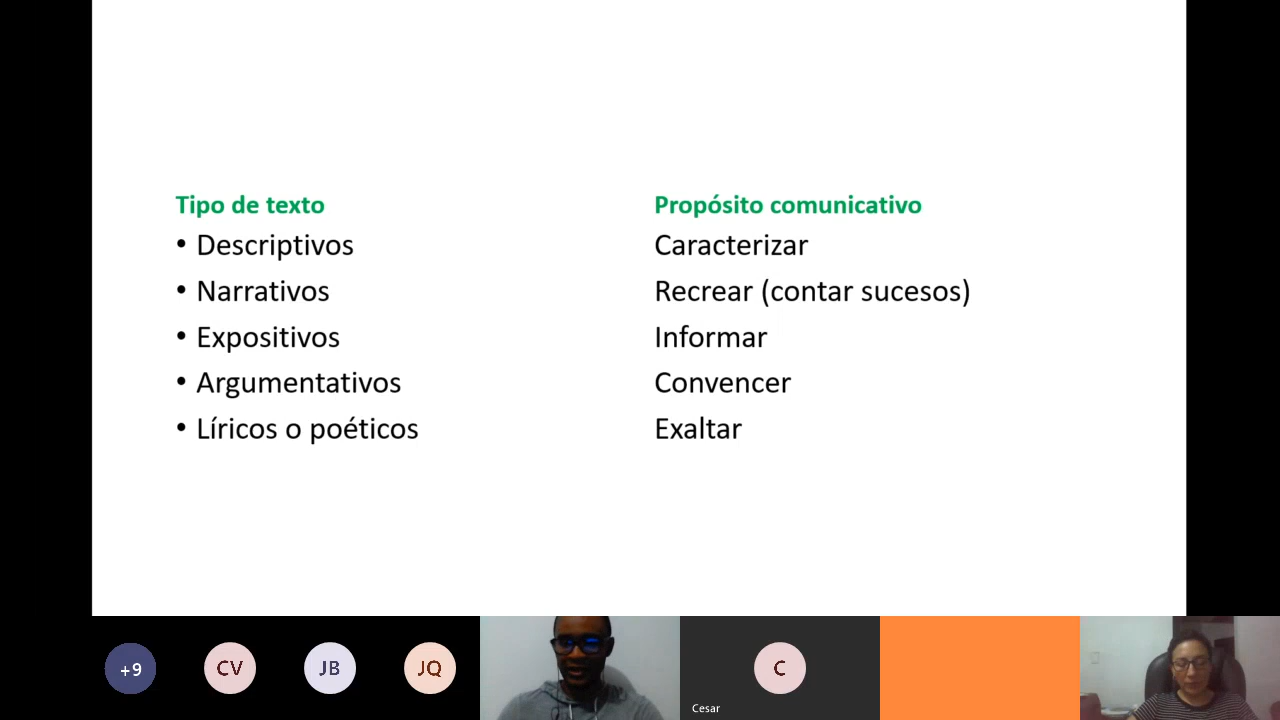 Tipo de texto
• Descriptivos
• Narrativos
• Expositivos
• Argumentativos
• Líricos o poéticos
Propósito comunicativo
Caracterizar
Recrear (contar sucesos)
Informar
Convencer
Exaltar
+9
CV
JB
JQ
C
Cesar